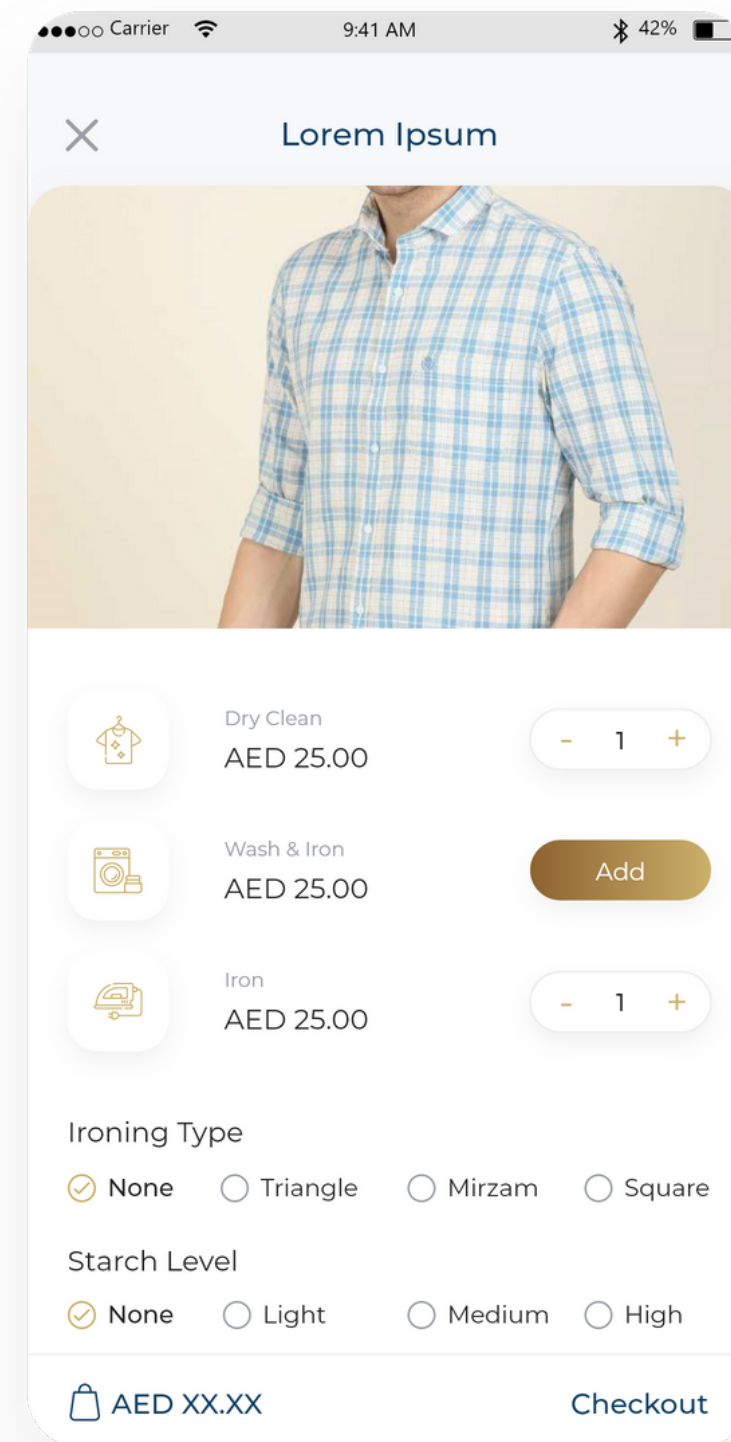 Carrier 9:41 AM 42%
Lorem Ipsum
Dry Clean
AED 25.00
- 1 +
Wash & Iron
AED 25.00
Add
Iron
AED 25.00
- 1 +
Ironing Type
None Triangle Mirzam Square
Starch Level
None Light Medium High
AED XX.XX Checkout